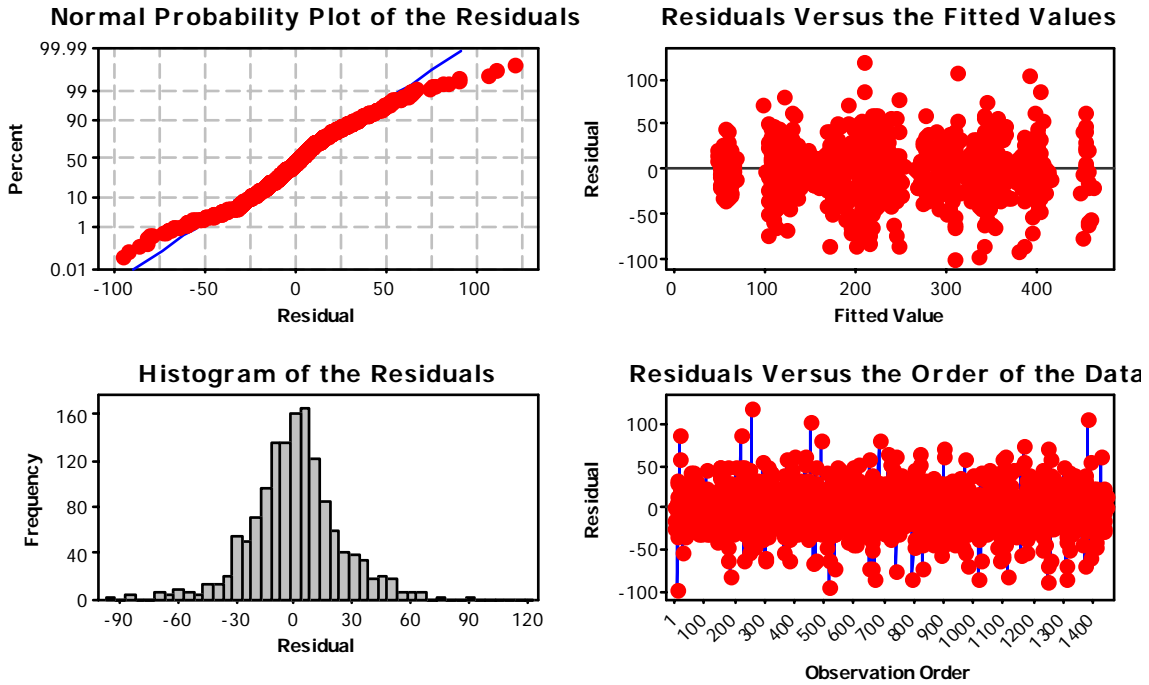 Normal Probability Plot of the Residuals
99.99
99
90
50
10
1
0.01
Percent
-100 -50 0 50 100
Residual
Residuals Versus the Fitted Values
100
50
0
-50
-100
Residual
0 100 200 300 400
Fitted Value
Histogram of the Residuals
160
120
80
40
0
Frequency
-90 -60 -30 0 30 60 90 120
Residual
Residuals Versus the Order of the Data
100
50
0
-50
-100
Residual
1 100 200 300 400 500 600 700 800 900 1000 1100 1200 1300 1400
Observation Order